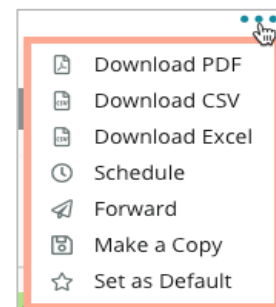 Download PDF
Download CSV
Download Excel
Schedule
Forward
Make a Copy
Set as Default